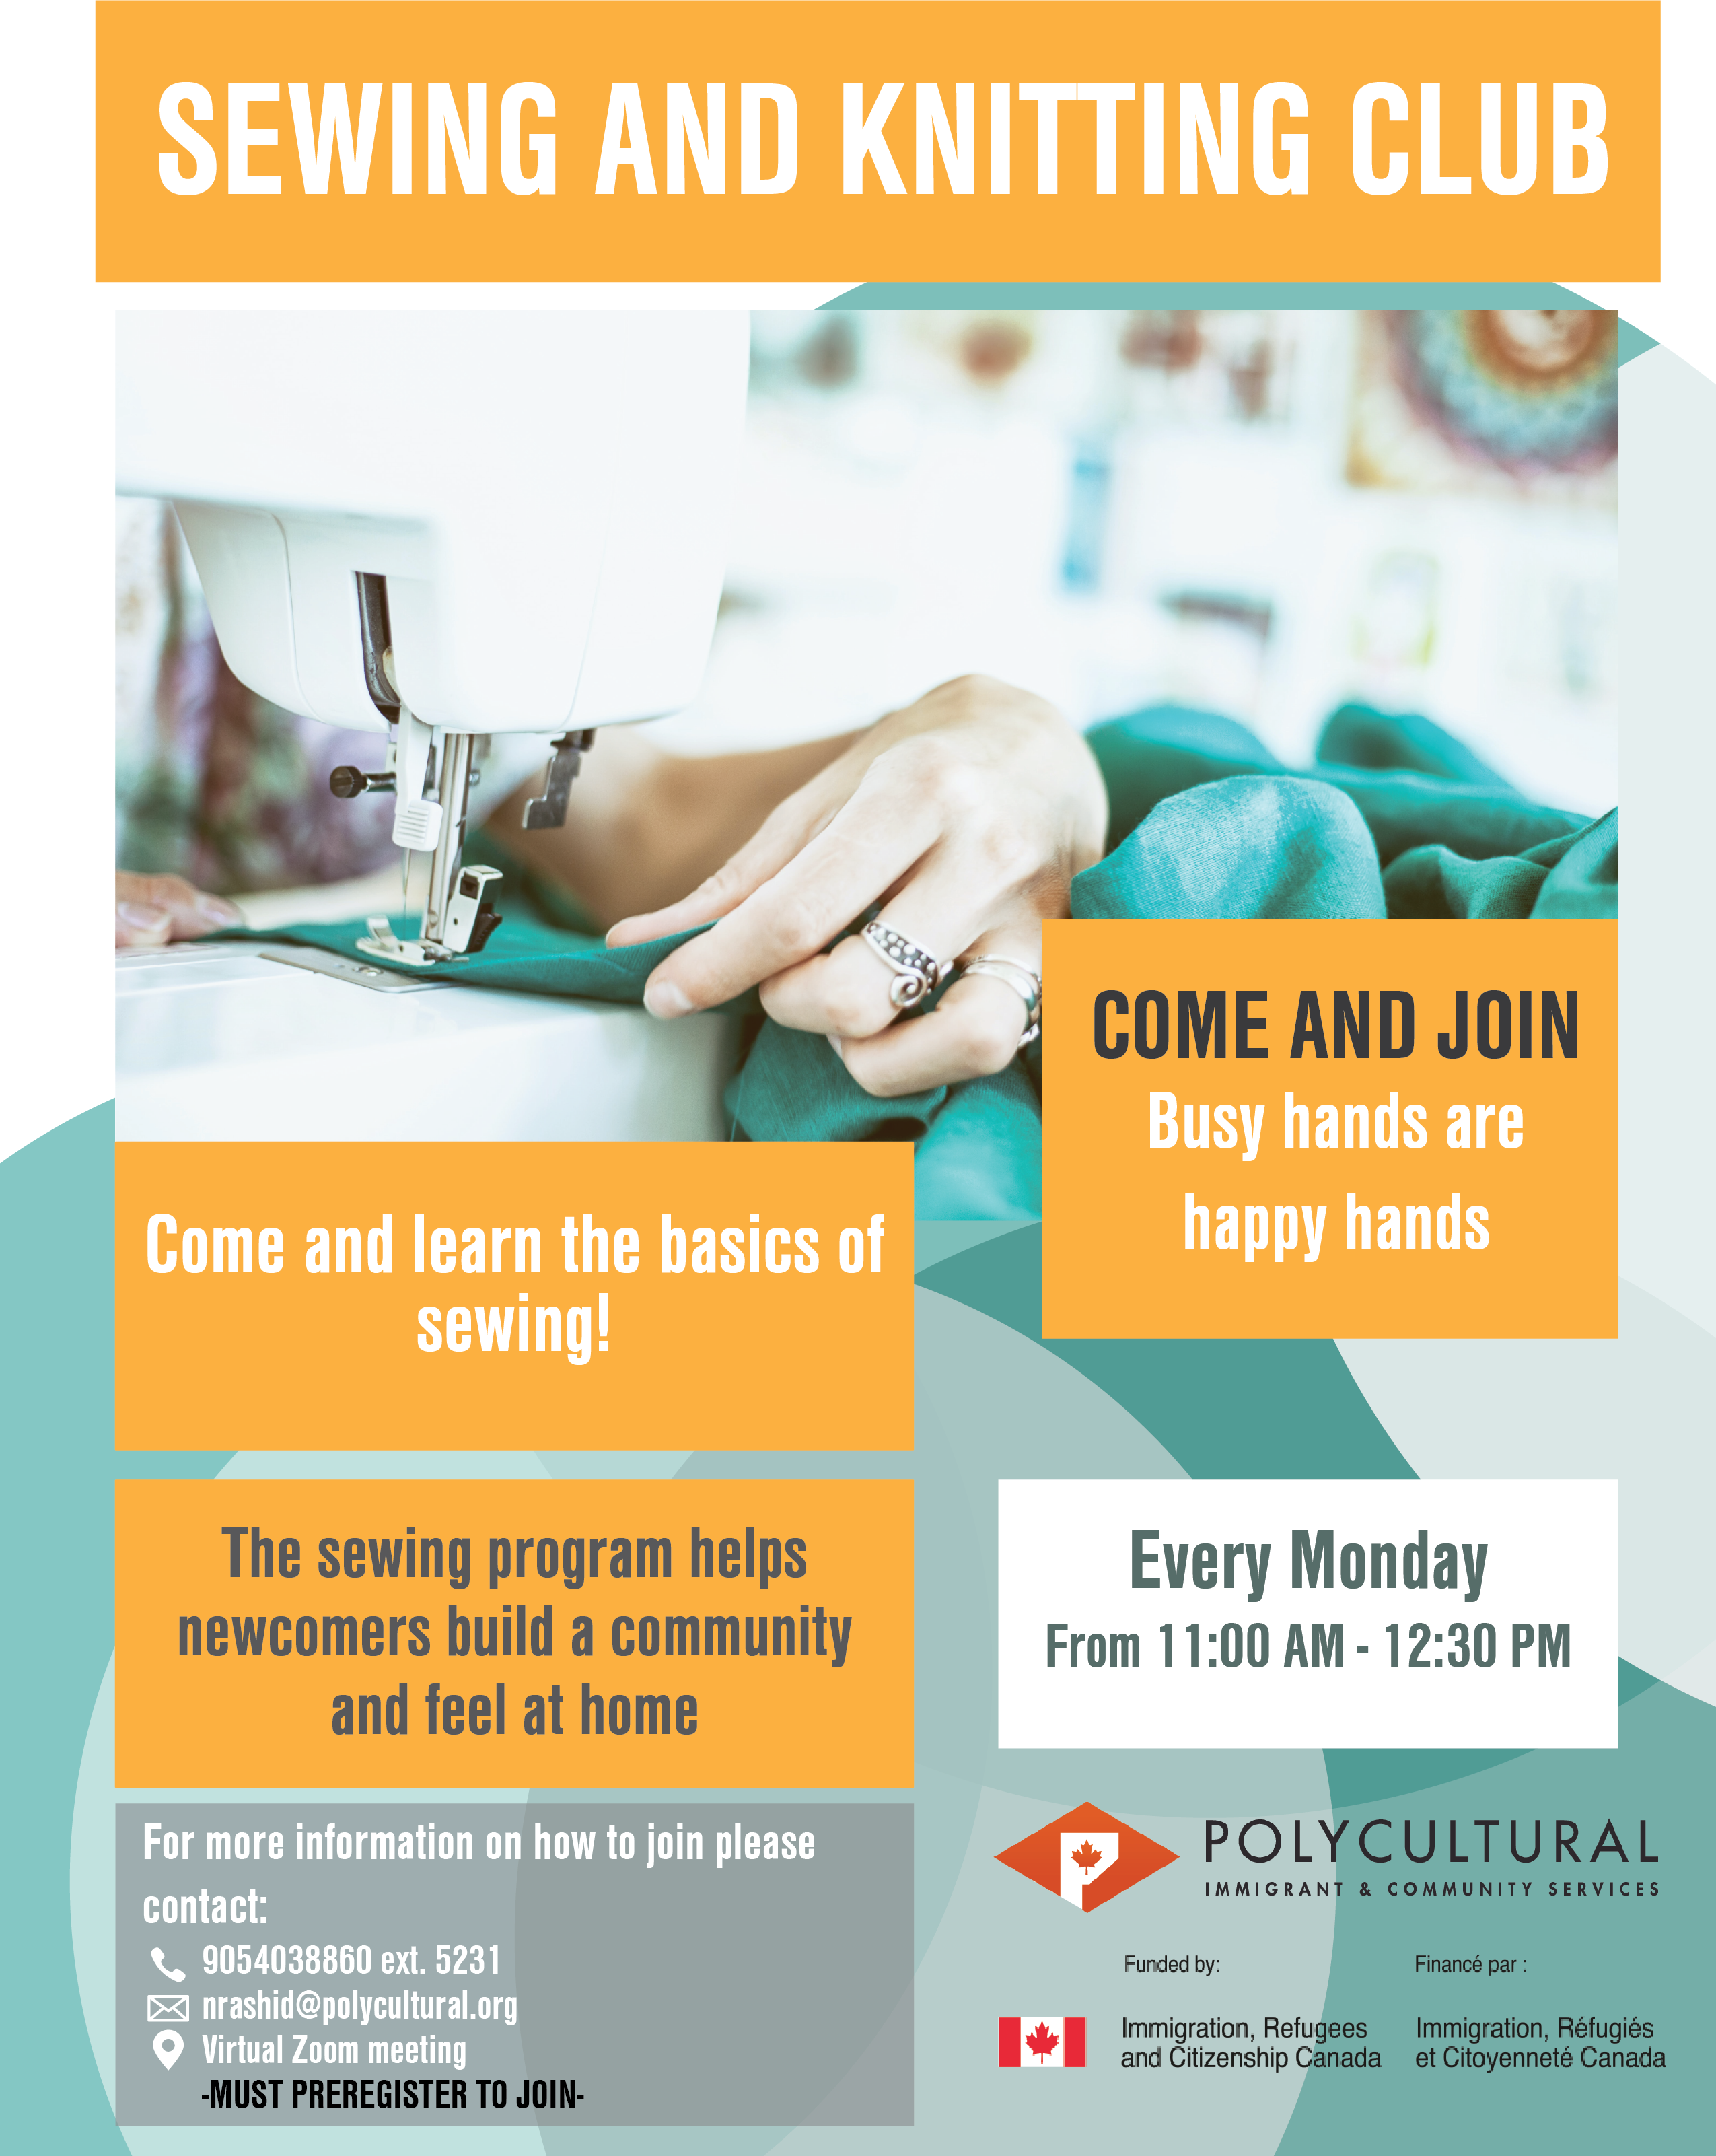 SEWING AND KNITTING CLUB
COME AND JOIN
Busy hands are
happy hands
Come and learn the basics of
sewing!
The sewing program helps
newcomers build a community
and feel at home
Every Monday
From 11:00 AM - 12:30 PM
For more information on how to join please
contact:
9054038860 ext. 5231
nrashid@polycultural.org
Virtual Zoom meeting
-MUST PREREGISTER TO JOIN-
POLYCULTURAL
IMMIGRANT & COMMUNITY SERVICES
Funded by:
Financé par :
Immigration, Refugees
and Citizenship Canada
Immigration, Réfugiés
et Citoyenneté Canada